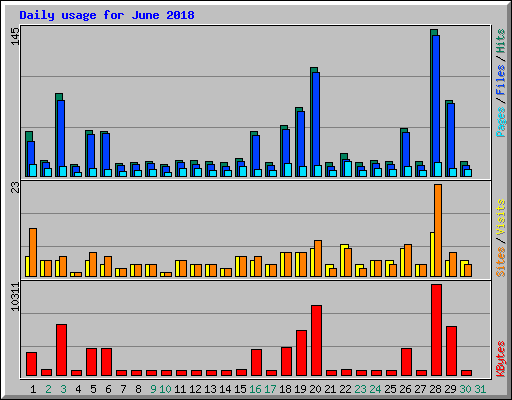 Daily usage for June 2018
145
Pages/Files/Hits
23
Sites/Visits
10311
KBytes
1 2 3 4 5 6 7 8 9 10 11 12 13 14 15 16 17 18 19 20 21 22 23 24 25 26 27 28 29 30 31